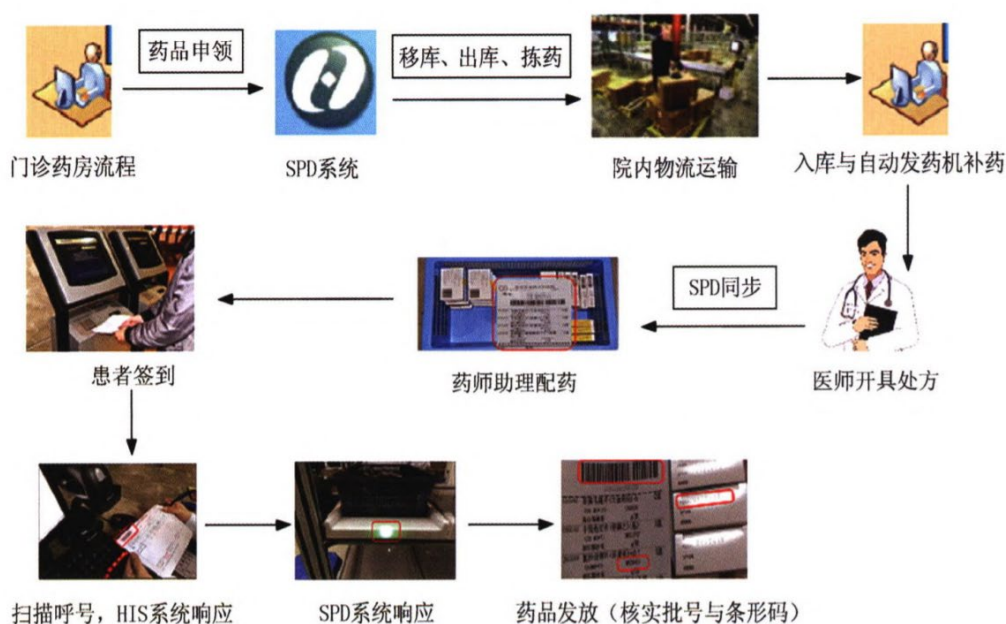 药品申领
移库、出库、拣药
门诊药房流程
SPD系统
院内物流运输
入库与自动发药机补药
SPD同步
患者签到
药师助理配药
医师开具处方
扫描呼号，HIS系统响应
SPD系统响应
药品发放（核实批号与条形码）